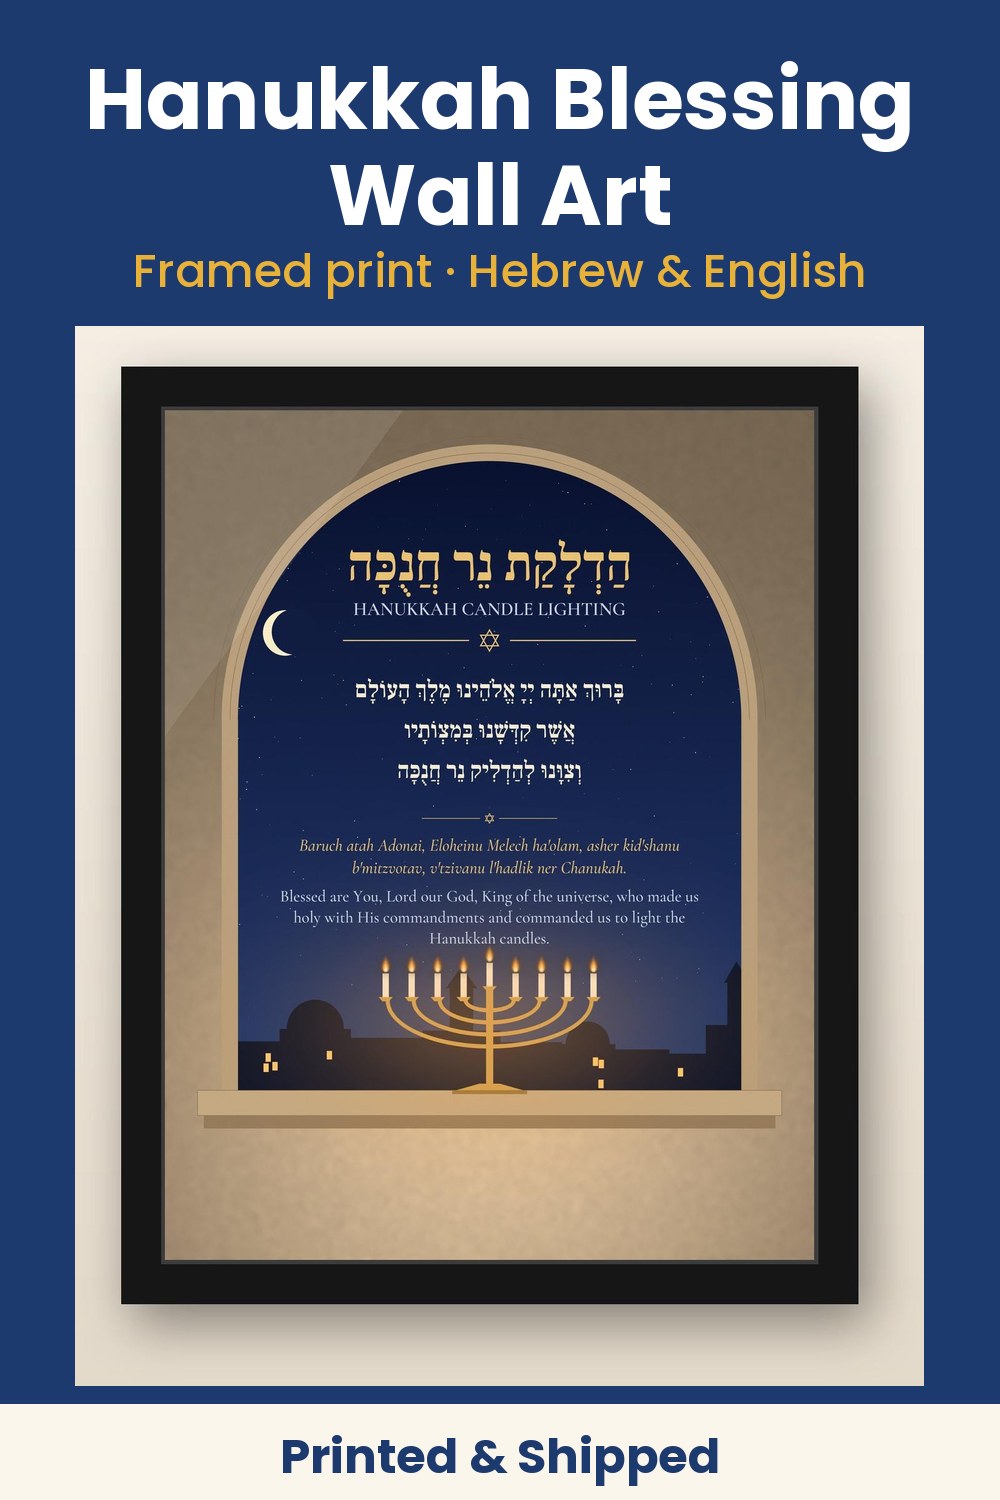 Hanukkah Blessing
Wall Art
Framed print · Hebrew & English
הַדְלָקַת נֵר חֲנֻכָּה
HANUKKAH CANDLE LIGHTING
בָּרוּךְ אַתָּה יְיָ אֱלֹהֵינוּ מֶלֶךְ הָעוֹלָם
אֲשֶׁר קִדְּשָׁנוּ בְּמִצְוֹתָיו
וְצִוָּנוּ לְהַדְלִיק נֵר חֲנֻכָּה
Baruch atah Adonai, Eloheinu Melech ha'olam, asher kid'shanu
b'mitzvotav, v'tzivanu l'hadlik ner Chanukah.
Blessed are You, Lord our God, King of the universe, who made us
holy with His commandments and commanded us to light the
Hanukkah candles.
Printed & Shipped